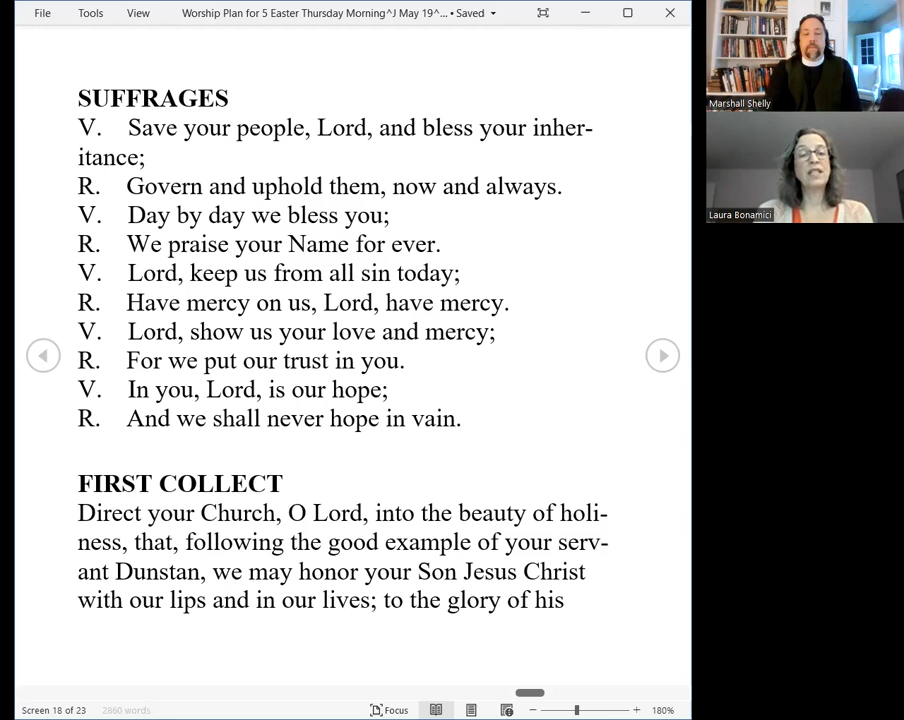 File Tools Worship Plan for 5 Easter Thursday Morning^J May 19^... • Saved
SUFFRAGES
V. Save your people, Lord, and bless your inher-
itance;
R. Govern and uphold them, now and always.
V. Day by day we bless you;
R. We praise your Name for ever.
V. Lord, keep us from all sin today;
R. Have mercy on us, Lord, have mercy.
V. Lord, show us your love and mercy;
R. For we put our trust in you.
V. In you, Lord, is our hope;
R. And we shall never hope in vain.
FIRST COLLECT
Direct your Church, O Lord, into the beauty of holi-
ness, that, following the good example of your serv-
ant Dunstan, we may honor your Son Jesus Christ
with our lips and in our lives; to the glory of his
Screen 18 of 23 2860 words Focus 180%
Marshall Shelly
Laura Bonamici